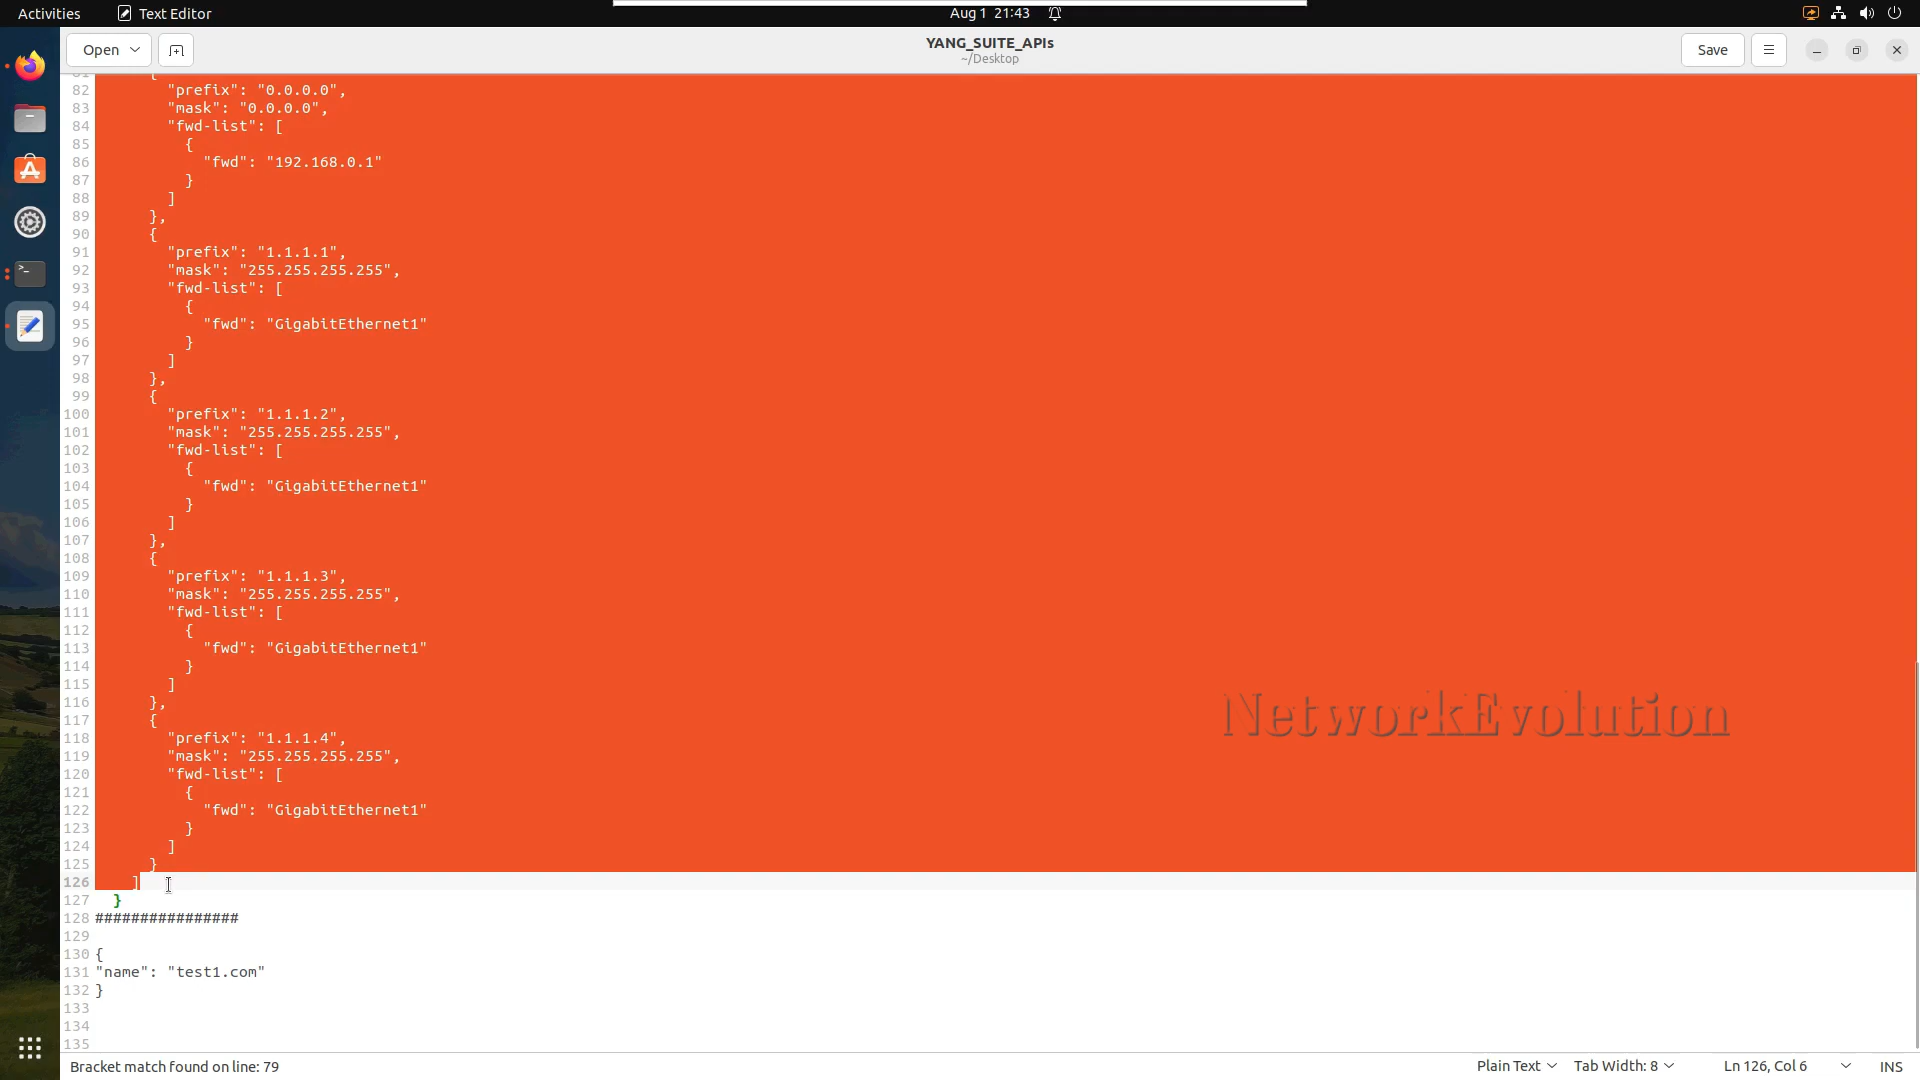 Activities Text Editor Aug 1 21:43
Open YANG_SUITE_APIs Save
~/Desktop
82 "prefix": "0.0.0.0",
83 "mask": "0.0.0.0",
84 "fwd-list": [
85 {
86 "fwd": "192.168.0.1"
87 }
88 ]
89 },
90 {
91 "prefix": "1.1.1.1",
92 "mask": "255.255.255.255",
93 "fwd-list": [
94 {
95 "fwd": "GigabitEthernet1"
96 }
97 ]
98 },
99 {
100 "prefix": "1.1.1.2",
101 "mask": "255.255.255.255",
102 "fwd-list": [
103 {
104 "fwd": "GigabitEthernet1"
105 }
106 ]
107 },
108 {
109 "prefix": "1.1.1.3",
110 "mask": "255.255.255.255",
111 "fwd-list": [
112 {
113 "fwd": "GigabitEthernet1"
114 }
115 ]
116 },
117 {
118 "prefix": "1.1.1.4",
119 "mask": "255.255.255.255",
120 "fwd-list": [
121 {
122 "fwd": "GigabitEthernet1"
123 }
124 ]
125 }
126 ]
127 }
128 ################
129
130 {
131 "name": "test1.com"
132 }
133
134
135
NetworkEvolution
Bracket match found on line: 79 Plain Text Tab Width: 8 Ln 126, Col 6 INS